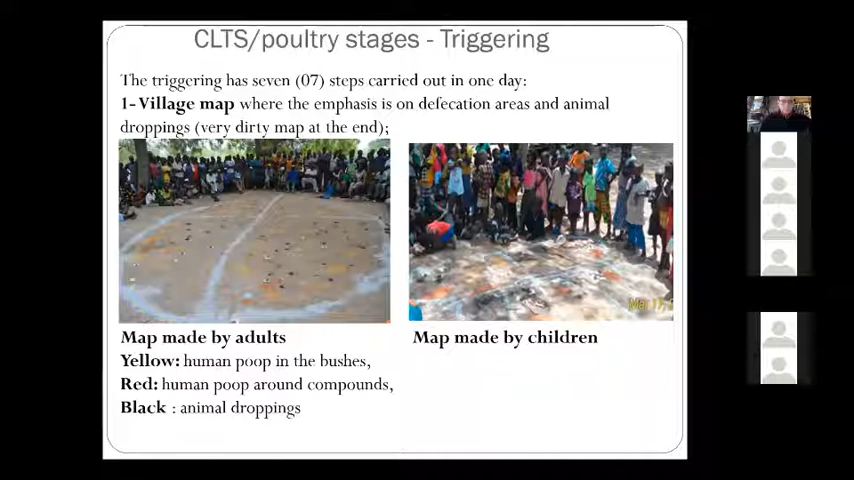 CLTS/poultry stages - Triggering
The triggering has seven (07) steps carried out in one day:
1- Village map where the emphasis is on defecation areas and animal
droppings (very dirty map at the end);
Map made by adults
Map made by children
Yellow: human poop in the bushes,
Red: human poop around compounds,
Black : animal droppings